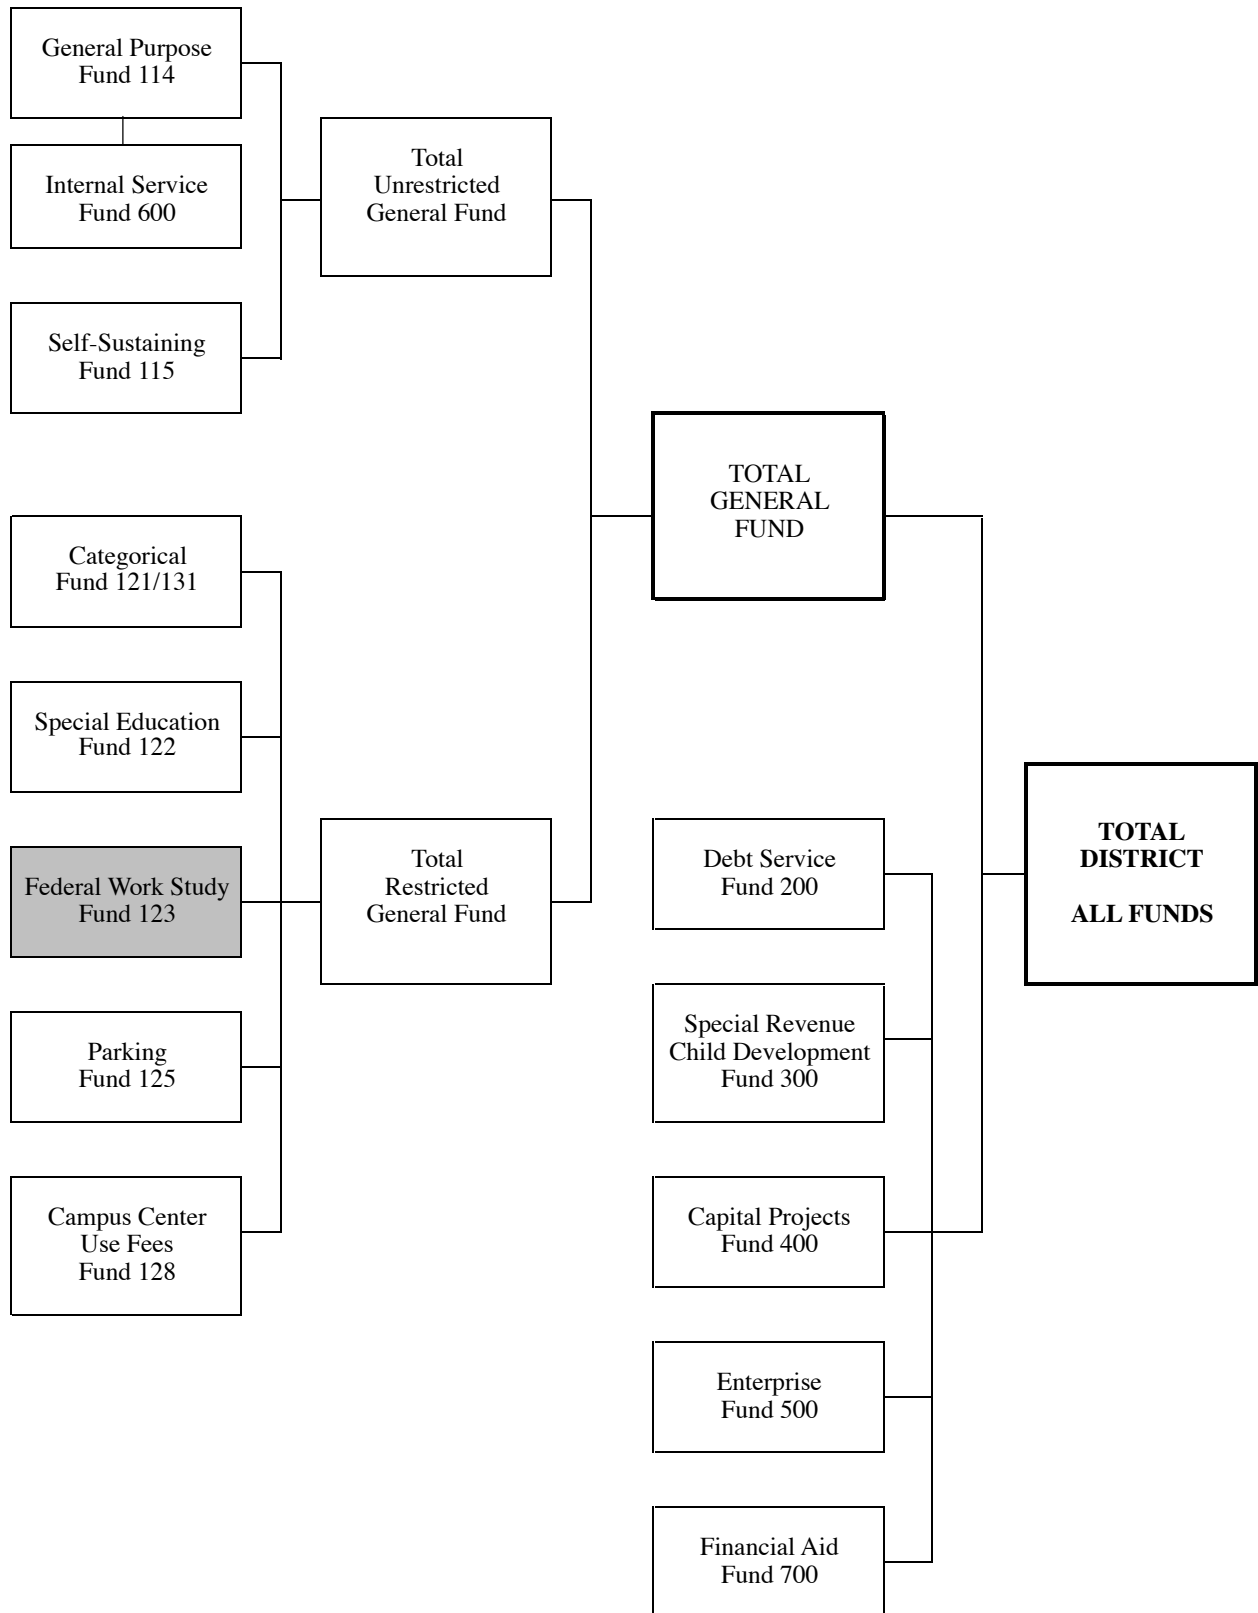 General Purpose
Fund 114
Internal Service
Fund 600
Self-Sustaining
Fund 115
Categorical
Fund 121/131
Special Education
Fund 122
Federal Work Study
Fund 123
Parking
Fund 125
Campus Center
Use Fees
Fund 128
Total
Unrestricted
General Fund
Total
Restricted
General Fund
TOTAL
GENERAL
FUND
Debt Service
Fund 200
Special Revenue
Child Development
Fund 300
Capital Projects
Fund 400
Enterprise
Fund 500
Financial Aid
Fund 700
TOTAL
DISTRICT
ALL FUNDS